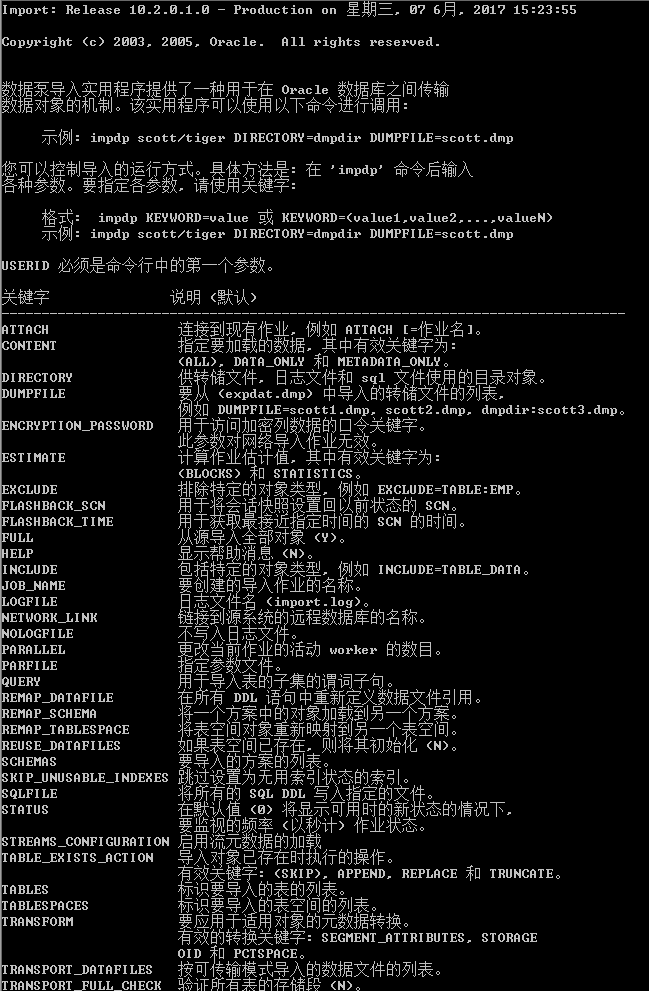 Import: Release 10.2.0.1.0 - Production on 星期三, 07 6月, 2017 15:23:55
Copyright (c) 2003, 2005, Oracle.  All rights reserved.
数据泵导入实用程序提供了一种用于在 Oracle 数据库之间传输
数据对象的机制。该实用程序可以使用以下命令进行调用:
示例: impdp scott/tiger DIRECTORY=dmpdir DUMPFILE=scott.dmp
您可以控制导入的运行方式。具体方法是: 在 'impdp' 命令后输入
各种参数。要指定各参数, 请使用关键字:
格式:  impdp KEYWORD=value 或 KEYWORD=(value1,value2,...,valueN)
示例: impdp scott/tiger DIRECTORY=dmpdir DUMPFILE=scott.dmp
USERID 必须是命令行中的第一个参数。
关键字               说明 (默认)
------------------------------------------------------------------------------
ATTACH                连接到现有作业, 例如 ATTACH [=作业名]。
CONTENT               指定要加载的数据, 其中有效关键字为:
(ALL), DATA_ONLY 和 METADATA_ONLY。
DIRECTORY             供转储文件, 日志文件和 sql 文件使用的目录对象。
DUMPFILE              要从 (expdat.dmp) 中导入的转储文件的列表,
例如 DUMPFILE=scott1.dmp, scott2.dmp, dmpdir:scott3.dmp。
ENCRYPTION_PASSWORD   用于访问加密列数据的口令关键字。
此参数对网络导入作业无效。
ESTIMATE              计算作业估计值, 其中有效关键字为:
(BLOCKS) 和 STATISTICS。
EXCLUDE               排除特定的对象类型, 例如 EXCLUDE=TABLE:EMP。
FLASHBACK_SCN         用于将会话快照设置回以前状态的 SCN。
FLASHBACK_TIME        用于获取最接近指定时间的 SCN 的时间。
FULL                  从源导入全部对象 (Y)。
HELP                  显示帮助消息 (N)。
INCLUDE               包括特定的对象类型, 例如 INCLUDE=TABLE_DATA。
JOB_NAME              要创建的导入作业的名称。
LOGFILE               日志文件名 (import.log)。
NETWORK_LINK          链接到源系统的远程数据库的名称。
NOLOGFILE             不写入日志文件。
PARALLEL              更改当前作业的活动 worker 的数目。
PARFILE               指定参数文件。
QUERY                 用于导入表的子集的谓词子句。
REMAP_DATAFILE        在所有 DDL 语句中重新定义数据文件引用。
REMAP_SCHEMA          将一个方案中的对象加载到另一个方案。
REMAP_TABLESPACE      将表空间对象重新映射到另一个表空间。
REUSE_DATAFILES       如果表空间已存在, 则将其初始化 (N)。
SCHEMAS               要导入的方案的列表。
SKIP_UNUSABLE_INDEXES 跳过设置为无用索引状态的索引。
SQLFILE               将所有的 SQL DDL 写入指定的文件。
STATUS                在默认值 (0) 将显示可用时的新状态的情况下,
要监视的频率 (以秒计) 作业状态。
STREAMS_CONFIGURATION 启用流元数据的加载
TABLE_EXISTS_ACTION   导入对象已存在时执行的操作。
有效关键字: (SKIP), APPEND, REPLACE 和 TRUNCATE。
TABLES                标识要导入的表的列表。
TABLESPACES           标识要导入的表空间的列表。
TRANSFORM             要应用于适用对象的元数据转换。
有效的转换关键字: SEGMENT_ATTRIBUTES, STORAGE
OID 和 PCTSPACE。
TRANSPORT_DATAFILES   按可传输模式导入的数据文件的列表。
TRANSPORT_FULL_CHECK  验证所有表的存储段 (N)。